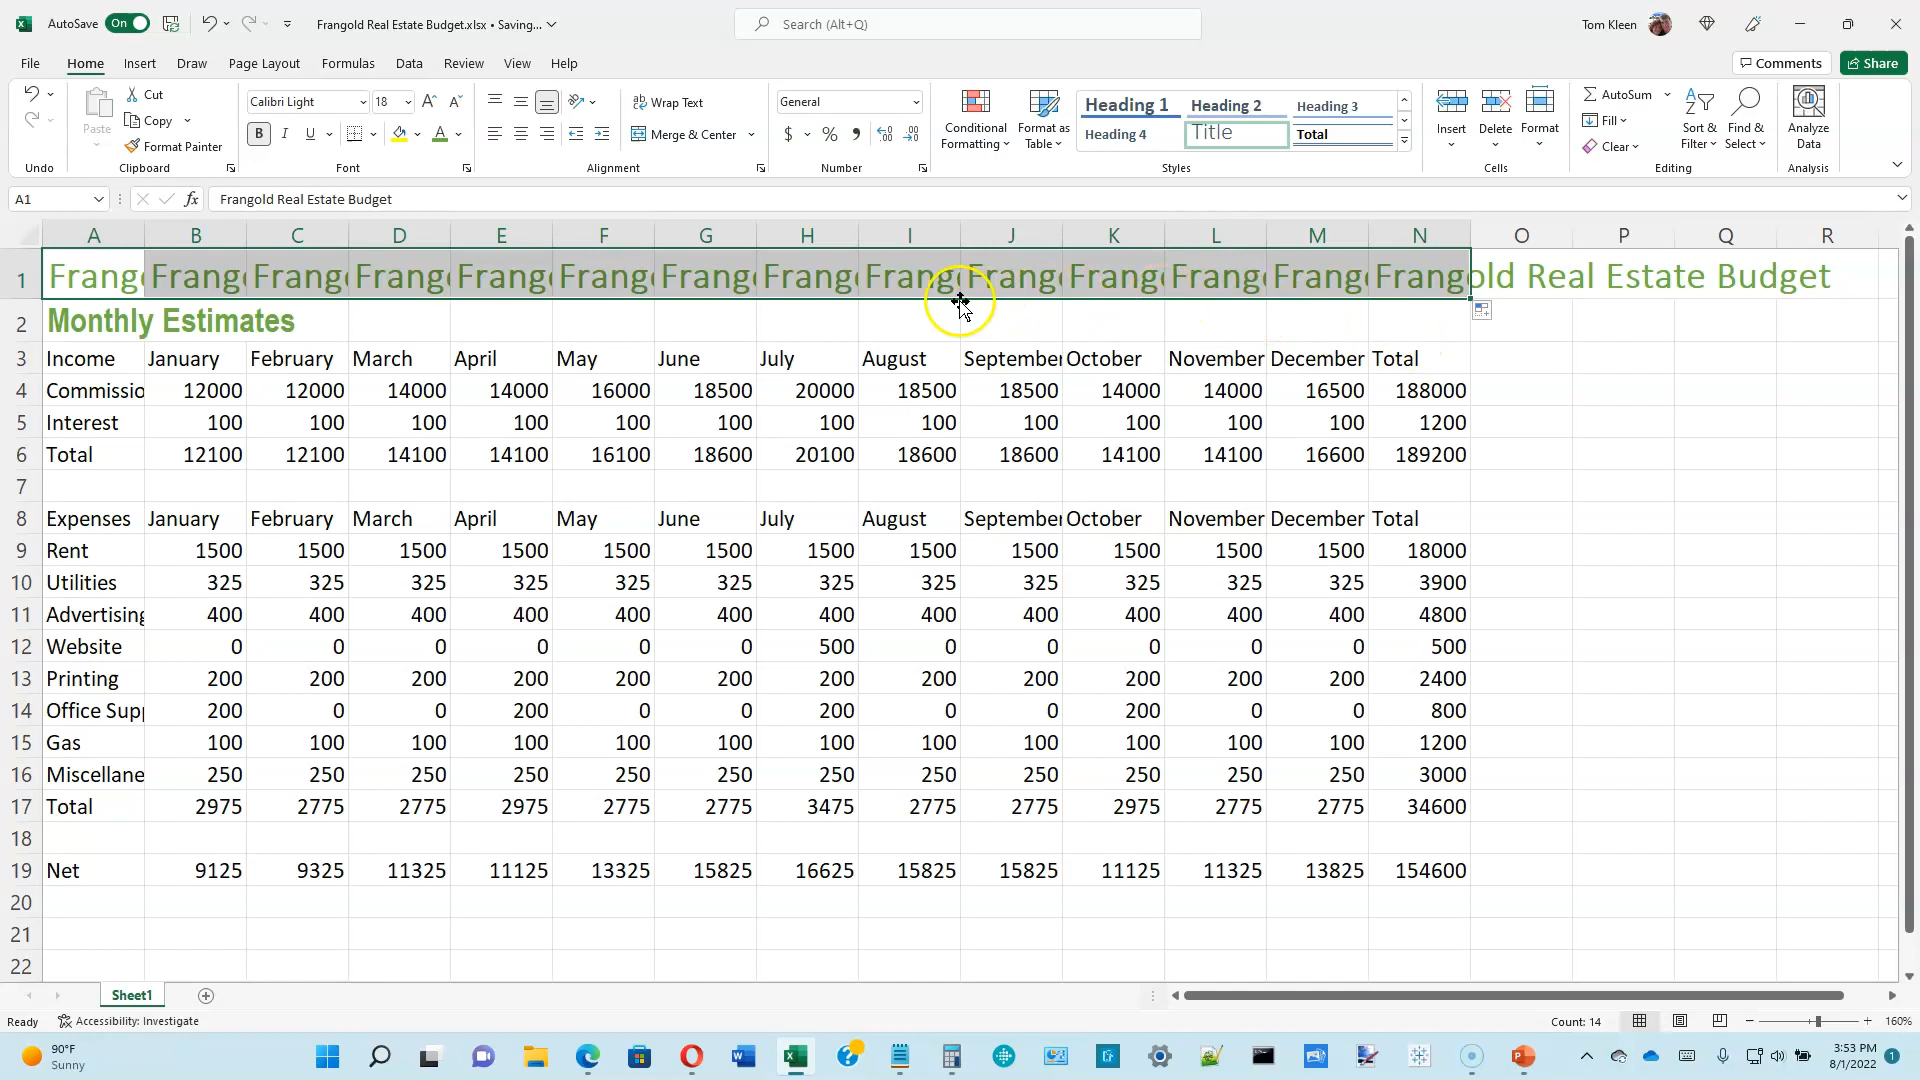 AutoSave On Frangold Real Estate Budget.xlsx • Saving... Search (Alt+Q) Tom Kleen
File Home Insert Draw Page Layout Formulas Data Review View Help Comments Share
Cut Calibri Light 18 Wrap Text General Heading 1 Heading 2 Heading 3 AutoSum
Paste Copy B I U A Merge & Center $ % Conditional Formatting Format as Table Heading 4 Title Total Insert Delete Format Fill Sort & Filter Find & Select Analyze Data
Format Painter Clear
Undo Clipboard Font Alignment Number Styles Cells Editing Analysis
A1 fx Frangold Real Estate Budget
A B C D E F G H I J K L M N O P Q R
1 Frang Frang Frang Frang Frang Frang Frang Frang Frang Frang Frang Frang Frang Frangold Real Estate Budget
2 Monthly Estimates
3 Income January February March April May June July August September October November December Total
4 Commissio 12000 12000 14000 14000 16000 18500 20000 18500 18500 14000 14000 16500 188000
5 Interest 100 100 100 100 100 100 100 100 100 100 100 100 1200
6 Total 12100 12100 14100 14100 16100 18600 20100 18600 18600 14100 14100 16600 189200
7
8 Expenses January February March April May June July August September October November December Total
9 Rent 1500 1500 1500 1500 1500 1500 1500 1500 1500 1500 1500 1500 18000
10 Utilities 325 325 325 325 325 325 325 325 325 325 325 325 3900
11 Advertising 400 400 400 400 400 400 400 400 400 400 400 400 4800
12 Website 0 0 0 0 0 0 500 0 0 0 0 0 500
13 Printing 200 200 200 200 200 200 200 200 200 200 200 200 2400
14 Office Supp 200 0 0 200 0 0 200 0 0 200 0 0 800
15 Gas 100 100 100 100 100 100 100 100 100 100 100 100 1200
16 Miscellane 250 250 250 250 250 250 250 250 250 250 250 250 3000
17 Total 2975 2775 2775 2975 2775 2775 3475 2775 2775 2975 2775 2775 34600
18
19 Net 9125 9325 11325 11125 13325 15825 16625 15825 15825 11125 11325 13825 154600
20
21
22
Sheet1
Ready Accessibility: Investigate Count: 14 160%
90°F 3:53 PM
Sunny 8/1/2022 1